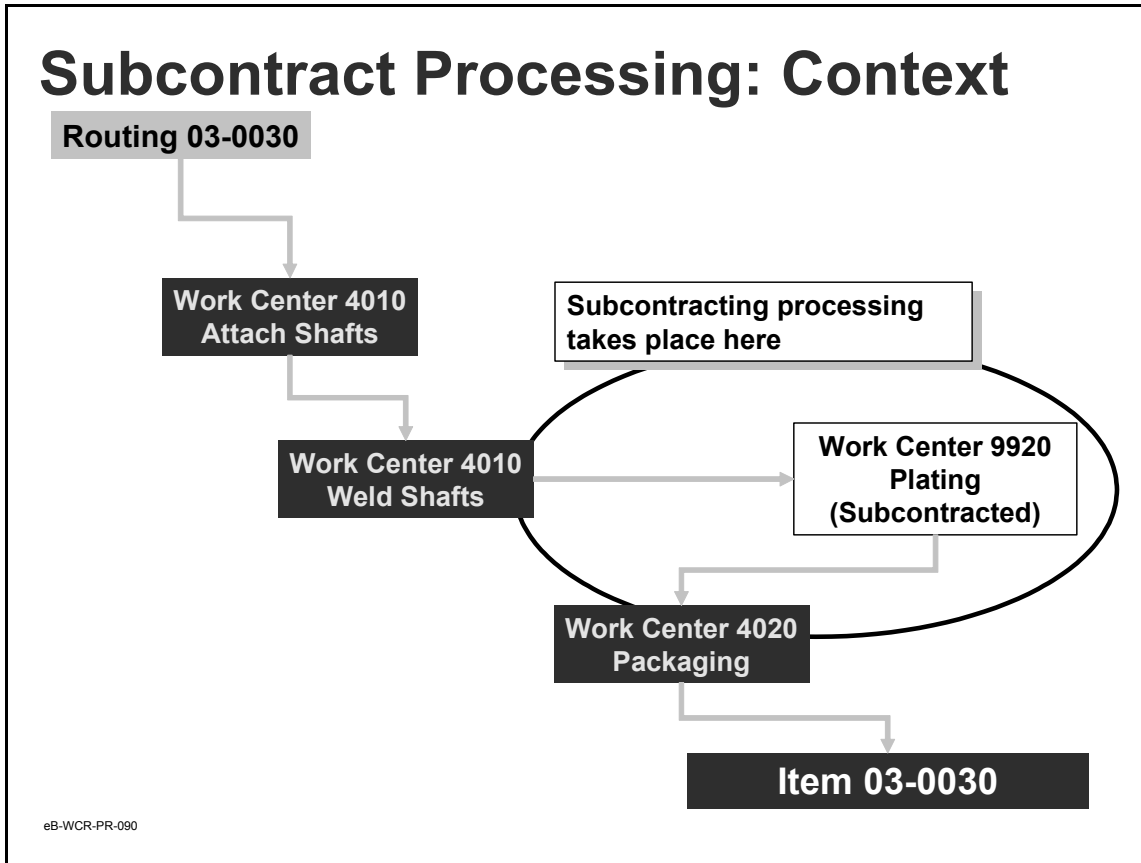 Subcontract Processing: Context
Routing 03-0030
Work Center 4010
Attach Shafts
Subcontracting processing
takes place here
Work Center 4010
Weld Shafts
Work Center 9920
Plating
(Subcontracted)
Work Center 4020
Packaging
Item 03-0030
eB-WCR-PR-090